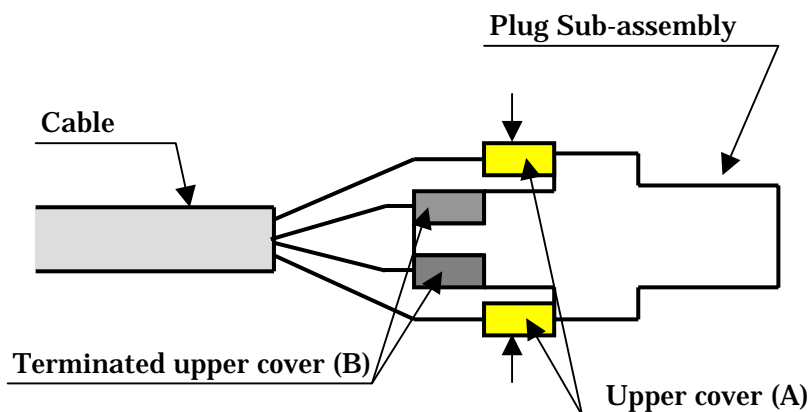 Plug Sub-assembly
Cable
Terminated upper cover (B)
Upper cover (A)